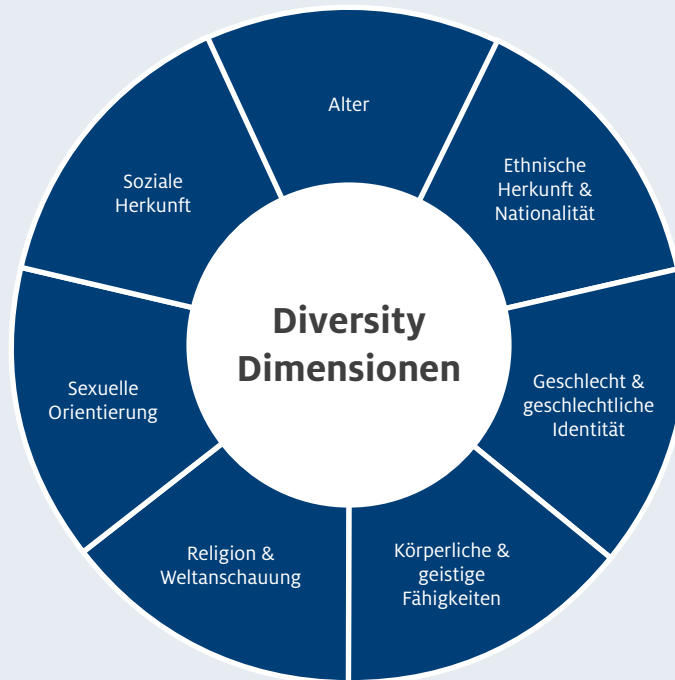 Alter
Ethnische
Herkunft &
Nationalität
Geschlecht &
geschlechtliche
Identität
Körperliche &
geistige
Fähigkeiten
Religion &
Weltanschauung
Sexuelle
Orientierung
Soziale
Herkunft
Diversity
Dimensionen